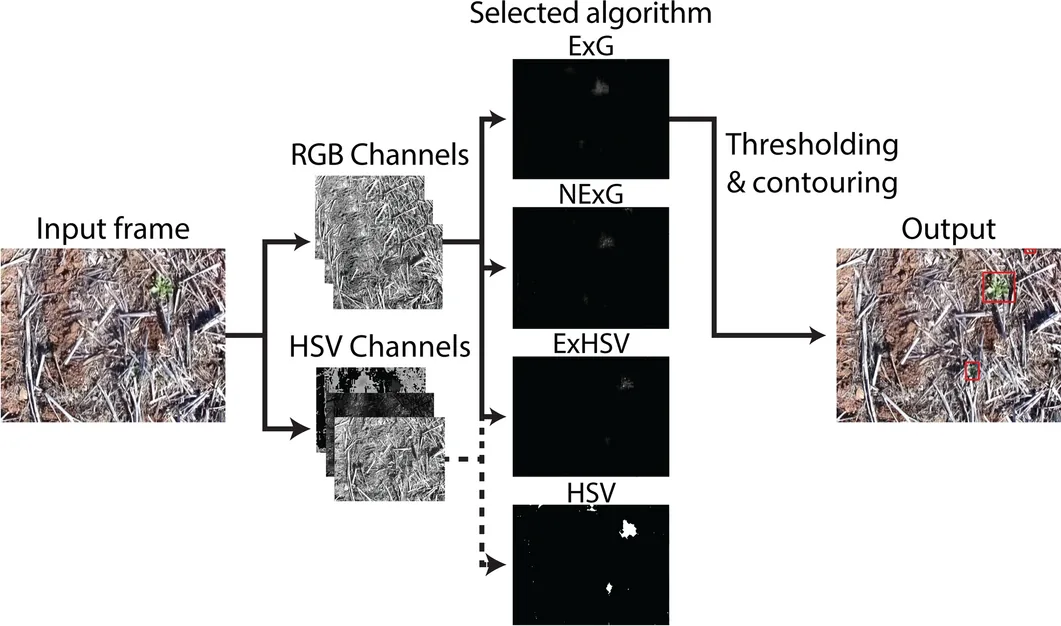 Selected algorithm
ExG
RGB Channels
Thresholding
& contouring
NExG
Input frame
Output
HSV Channels
ExHSV
HSV